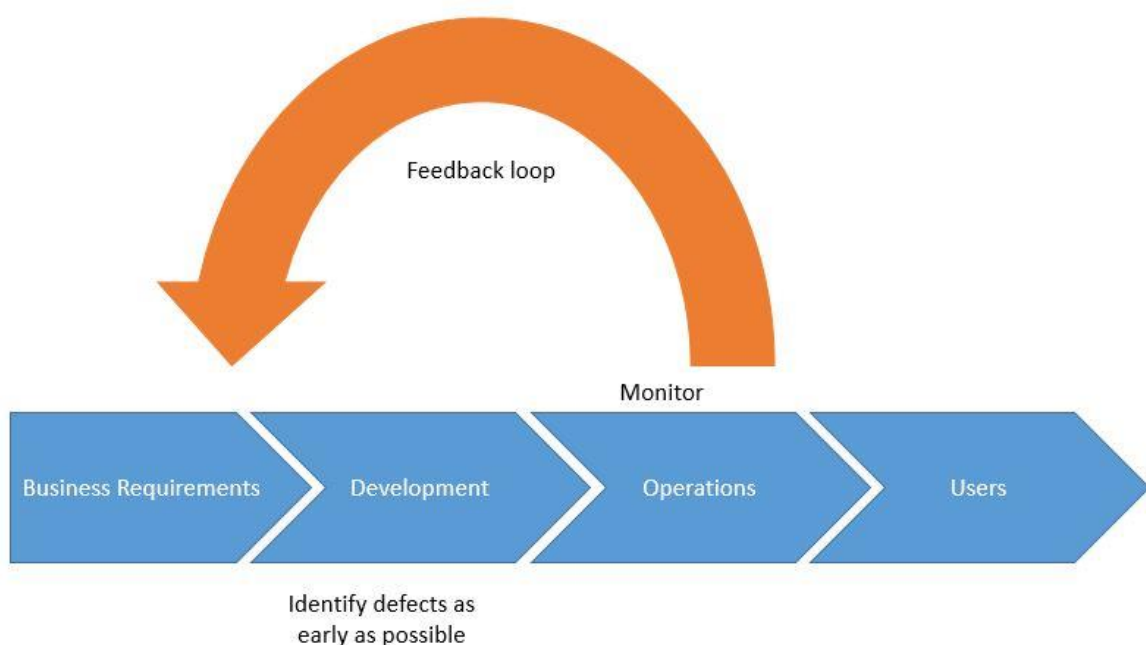 Feedback loop
Monitor
Business Requirements
Development
Operations
Users
Identify defects as
early as possible